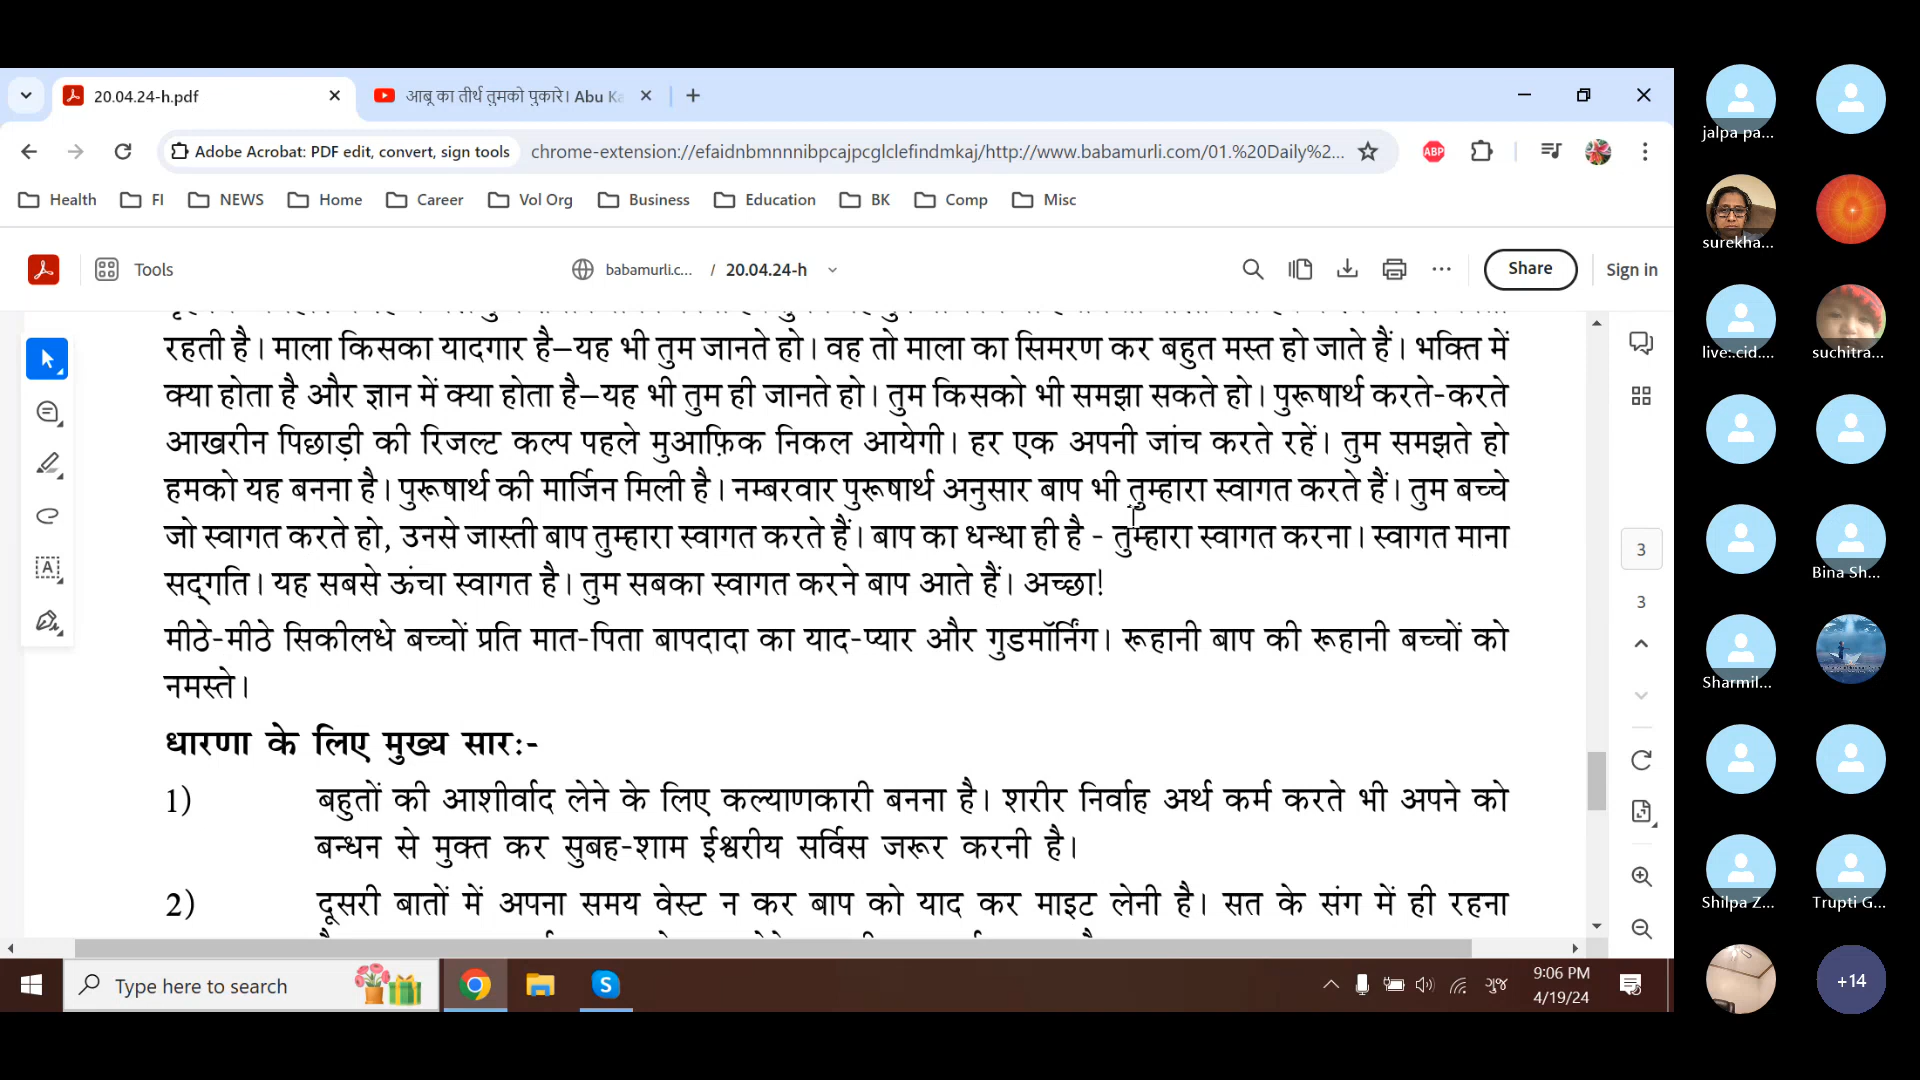 20.04.24-h.pdf
आबू का तीर्थ तुमको पुकारे। Abu Ka
Adobe Acrobat: PDF edit, convert, sign tools
chrome-extension://efaidnbmnnnibpcajpcglclefindmkaj/http://www.babamurli.com/01.%20Daily%2...
ABP
Health
FI
NEWS
Home
Career
Vol Org
Business
Education
BK
Comp
Misc
Tools
babamurli.c... / 20.04.24-h
Share
Sign in
रहती है। माला किसका यादगार है–यह भी तुम जानते हो। वह तो माला का सिमरण कर बहुत मस्त हो जाते हैं। भक्ति में
क्या होता है और ज्ञान में क्या होता है–यह भी तुम ही जानते हो। तुम किसको भी समझा सकते हो। पुरूषार्थ करते-करते
आखरीन पिछाड़ी की रिजल्ट कल्प पहले मुआफ़िक निकल आयेगी। हर एक अपनी जांच करते रहें। तुम समझते हो
हमको यह बनना है। पुरूषार्थ की मार्जिन मिली है। नम्बरवार पुरूषार्थ अनुसार बाप भी तुम्हारा स्वागत करते हैं। तुम बच्चे
जो स्वागत करते हो, उनसे जास्ती बाप तुम्हारा स्वागत करते हैं। बाप का धन्धा ही है - तुम्हारा स्वागत करना। स्वागत माना
सद्गति। यह सबसे ऊंचा स्वागत है। तुम सबका स्वागत करने बाप आते हैं। अच्छा!
मीठे-मीठे सिकीलधे बच्चों प्रति मात-पिता बापदादा का याद-प्यार और गुडमॉर्निंग। रूहानी बाप की रूहानी बच्चों को
नमस्ते।
धारणा के लिए मुख्य सार:-
1) बहुतों की आशीर्वाद लेने के लिए कल्याणकारी बनना है। शरीर निर्वाह अर्थ कर्म करते भी अपने को
बन्धन से मुक्त कर सुबह-शाम ईश्वरीय सर्विस जरूर करनी है।
2) दूसरी बातों में अपना समय वेस्ट न कर बाप को याद कर माइट लेनी है। सत के संग में ही रहना
3
3
Type here to search
ગુજ
9:06 PM
4/19/24
jalpa pa...
surekha...
live:.cid....
suchitra...
Bina Sh...
Sharmil...
Shilpa Z...
Trupti G...
+14